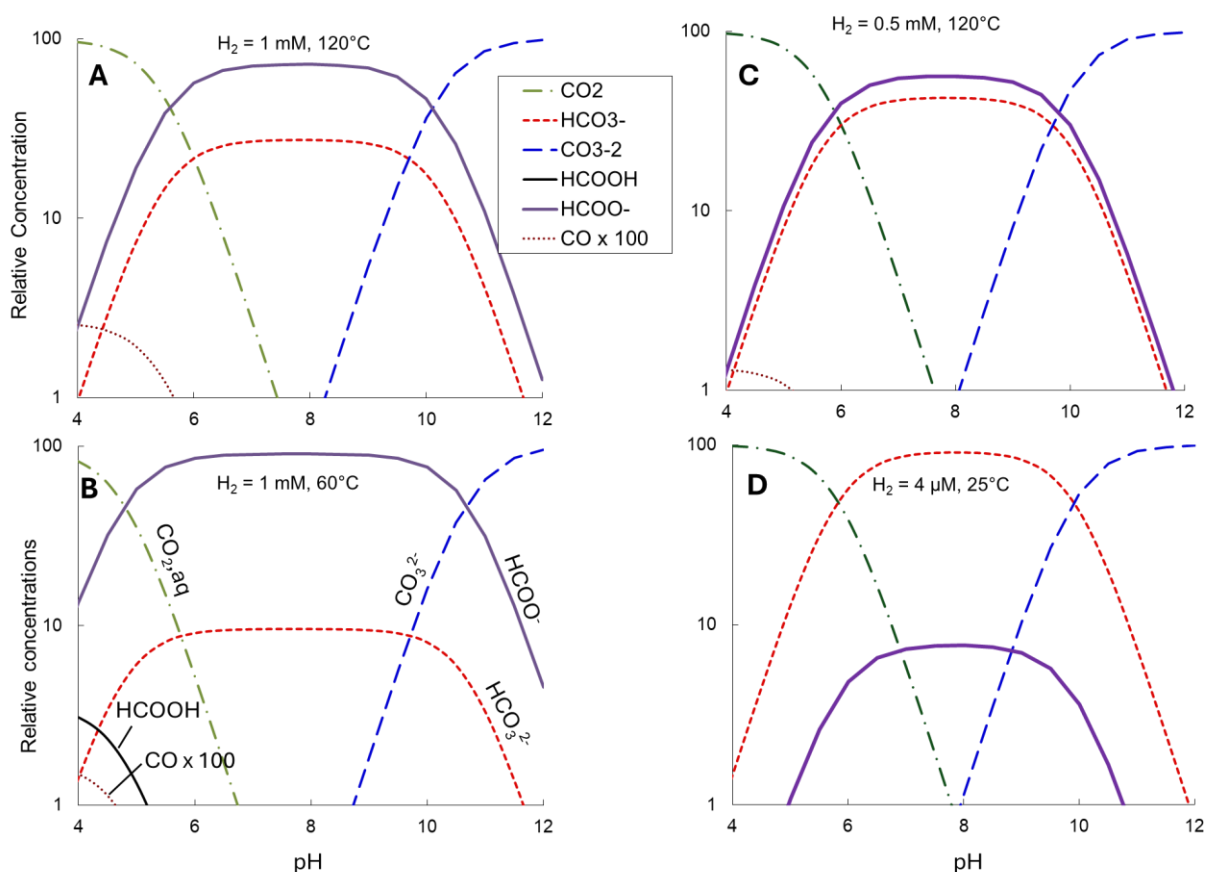 A
H₂ = 1 mM, 120°C
Relative Concentration
100
10
1
4 6 8 10 12
CO2
HCO3-
CO3-2
HCOOH
HCOO-
CO x 100
C
H₂ = 0.5 mM, 120°C
100
10
1
4 6 8 10 12
B
H₂ = 1 mM, 60°C
Relative concentrations
100
10
1
CO₂,aq
CO₃²⁻
HCOO⁻
HCO₃²⁻
HCOOH
CO x 100
4 6 8 10 12
pH
D
H₂ = 4 µM, 25°C
100
10
1
4 6 8 10 12
pH